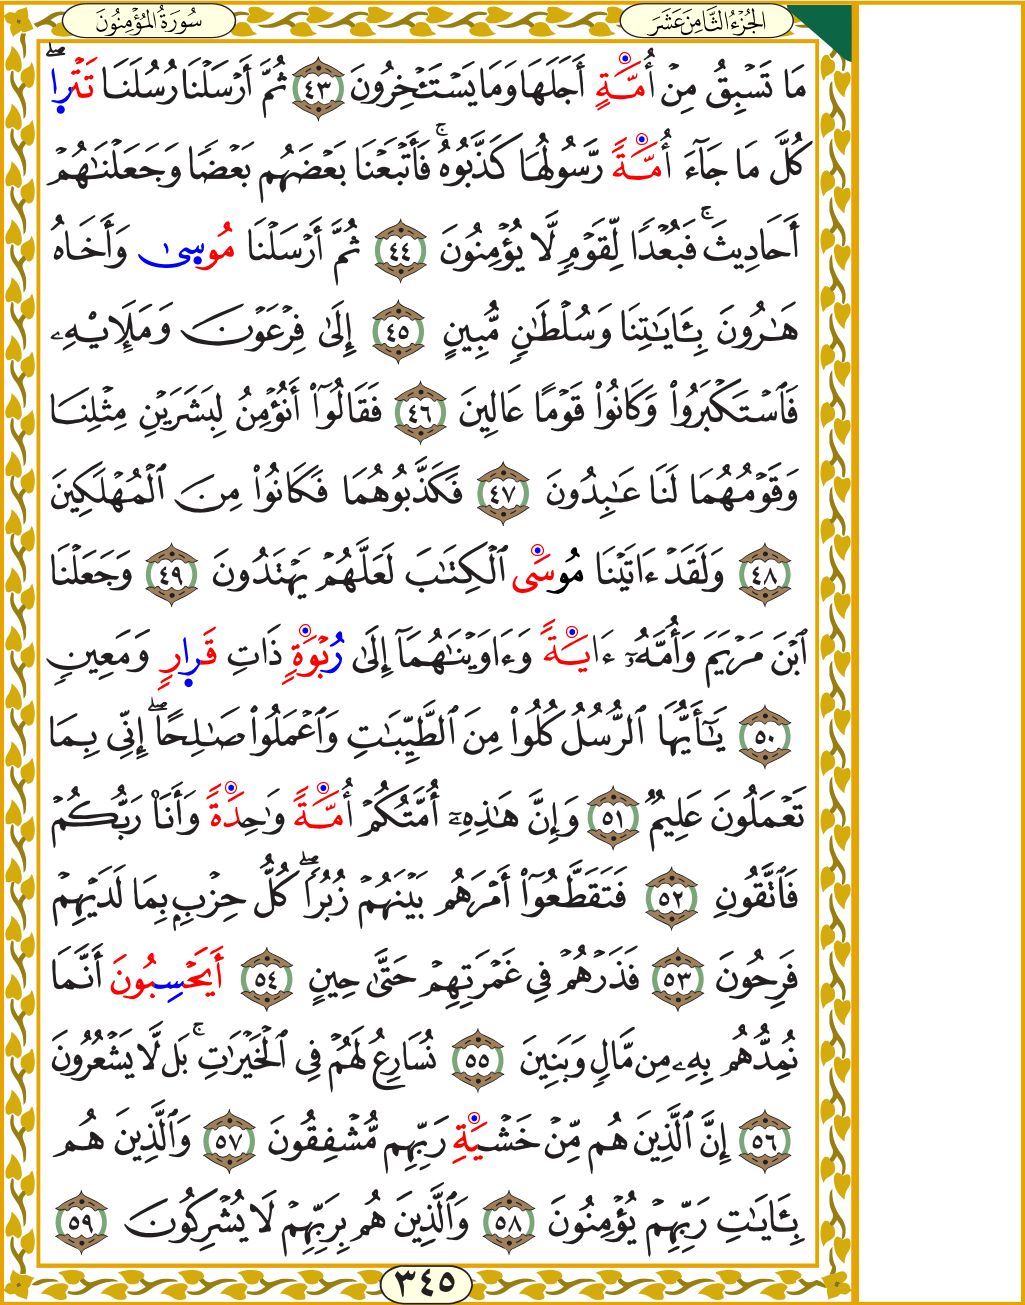 الجُزْءُ الثَّامِنَ عَشَرَ
سُورَةُ المُؤْمِنُونَ
مَا تَسْبِقُ مِنْ أُمَّةٍ أَجَلَهَا وَمَا يَسْتَـْٔخِرُونَ ٤٣ ثُمَّ أَرْسَلْنَا رُسُلَنَا تَتْرَا ۖ
كُلَّ مَا جَآءَ أُمَّةً رَّسُولُهَا كَذَّبُوهُ ۚ فَأَتْبَعْنَا بَعْضَهُم بَعْضًا وَجَعَلْنَٰهُمْ
أَحَادِيثَ ۚ فَبُعْدًا لِّقَوْمٍ لَّا يُؤْمِنُونَ ٤٤ ثُمَّ أَرْسَلْنَا مُوسِىٰ وَأَخَاهُ
هَٰرُونَ بِـَٔايَٰتِنَا وَسُلْطَٰنٍ مُّبِينٍ ٤٥ إِلَىٰ فِرْعَوْنَ وَمَلَإِي۟هِۦ
فَٱسْتَكْبَرُوا۟ وَكَانُوا۟ قَوْمًا عَالِينَ ٤٦ فَقَالُوٓا۟ أَنُؤْمِنُ لِبَشَرَيْنِ مِثْلِنَا
وَقَوْمُهُمَا لَنَا عَٰبِدُونَ ٤٧ فَكَذَّبُوهُمَا فَكَانُوا۟ مِنَ ٱلْمُهْلَكِينَ
٤٨ وَلَقَدْ ءَاتَيْنَا مُوسَى ٱلْكِتَٰبَ لَعَلَّهُمْ يَهْتَدُونَ ٤٩ وَجَعَلْنَا
ٱبْنَ مَرْيَمَ وَأُمَّهُۥٓ ءَايَةً وَءَاوَيْنَٰهُمَآ إِلَىٰ رُبْوَةٍ ذَاتِ قَرَارٍ وَمَعِينٍ
٥٠ يَٰٓأَيُّهَا ٱلرُّسُلُ كُلُوا۟ مِنَ ٱلطَّيِّبَٰتِ وَٱعْمَلُوا۟ صَٰلِحًا ۖ إِنِّى بِمَا
تَعْمَلُونَ عَلِيمٌ ٥١ وَإِنَّ هَٰذِهِۦٓ أُمَّتُكُمْ أُمَّةً وَٰحِدَةً وَأَنَا۠ رَبُّكُمْ
فَٱتَّقُونِ ٥٢ فَتَقَطَّعُوٓا۟ أَمْرَهُم بَيْنَهُمْ زُبُرًا ۖ كُلُّ حِزْبٍۭ بِمَا لَدَيْهِمْ
فَرِحُونَ ٥٣ فَذَرْهُمْ فِى غَمْرَتِهِمْ حَتَّىٰ حِينٍ ٥٤ أَيَحْسِبُونَ أَنَّمَا
نُمِدُّهُم بِهِۦ مِن مَّالٍ وَبَنِينَ ٥٥ نُسَارِعُ لَهُمْ فِى ٱلْخَيْرَٰتِ ۚ بَل لَّا يَشْعُرُونَ
٥٦ إِنَّ ٱلَّذِينَ هُم مِّنْ خَشْيَةِ رَبِّهِم مُّشْفِقُونَ ٥٧ وَٱلَّذِينَ هُم
بِـَٔايَٰتِ رَبِّهِمْ يُؤْمِنُونَ ٥٨ وَٱلَّذِينَ هُم بِرَبِّهِمْ لَا يُشْرِكُونَ ٥٩
٣٤٥